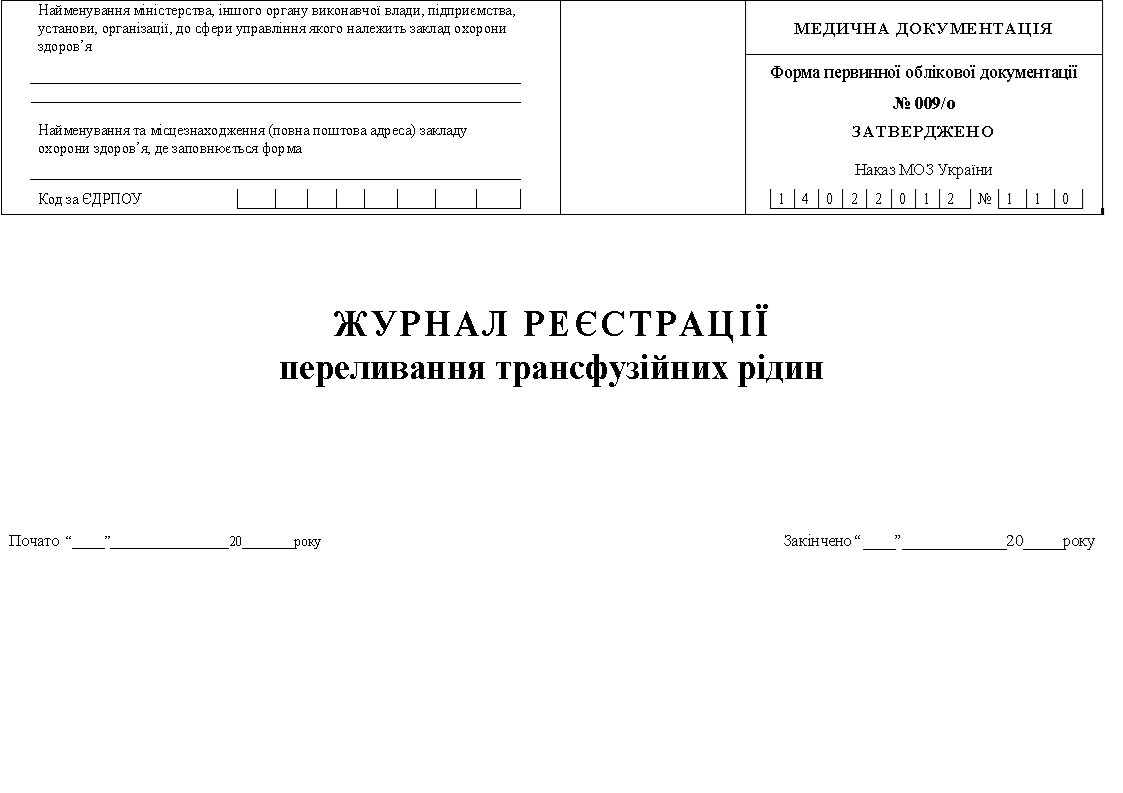 Найменування міністерства, іншого органу виконавчої влади, підприємства,
установи, організації, до сфери управління якого належить заклад охорони
здоров’я
Найменування та місцезнаходження (повна поштова адреса) закладу
охорони здоров’я, де заповнюється форма
Код за ЄДРПОУ
МЕДИЧНА ДОКУМЕНТАЦІЯ
Форма первинної облікової документації
№ 009/о
ЗАТВЕРДЖЕНО
Наказ МОЗ України
1 4 0 2 2 0 1 2 № 1 1 0
ЖУРНАЛ РЕЄСТРАЦІЇ
переливання трансфузійних рідин
Почато “____”_______________20_______року
Закінчено “____”_____________20_____року